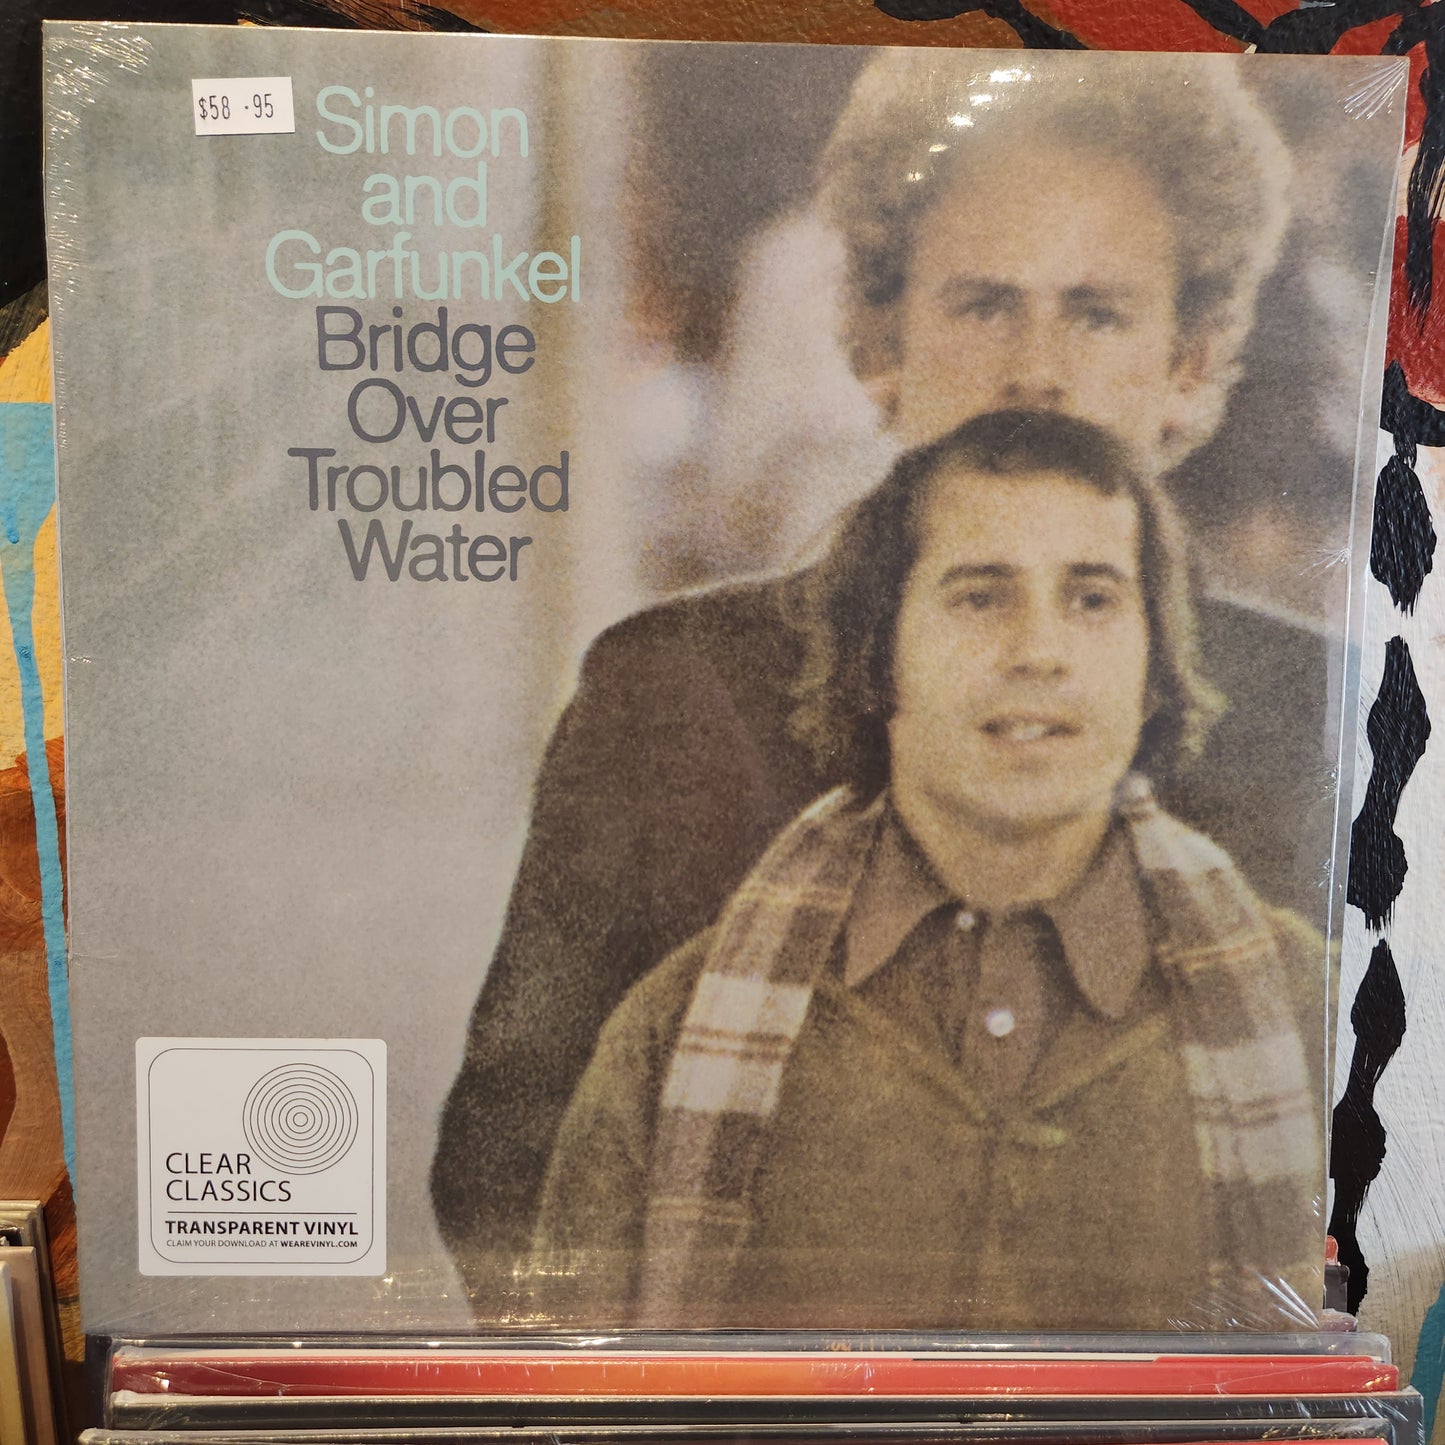 $58 .95
Simon
and
Garfunkel
Bridge
Over
Troubled
Water
CLEAR
CLASSICS
TRANSPARENT VINYL
CLAIM YOUR DOWNLOAD AT WEAREVINYL.COM